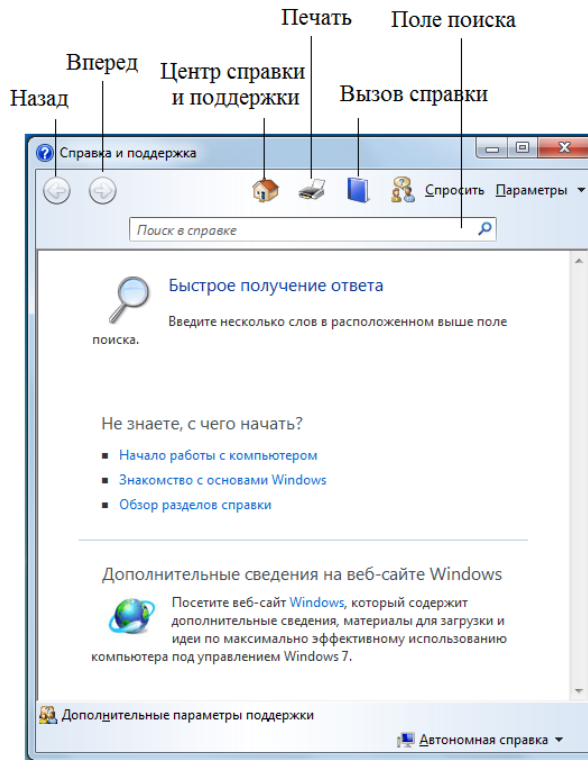 Печать
Поле поиска
Вперед
Центр справки
и поддержки
Вызов справки
Назад
Справка и поддержка
Спросить Параметры
Поиск в справке
Быстрое получение ответа
Введите несколько слов в расположенном выше поле
поиска.
Не знаете, с чего начать?
Начало работы с компьютером
Знакомство с основами Windows
Обзор разделов справки
Дополнительные сведения на веб-сайте Windows
Посетите веб-сайт Windows, который содержит
дополнительные сведения, материалы для загрузки и
идеи по максимально эффективному использованию
компьютера под управлением Windows 7.
Дополнительные параметры поддержки
Автономная справка